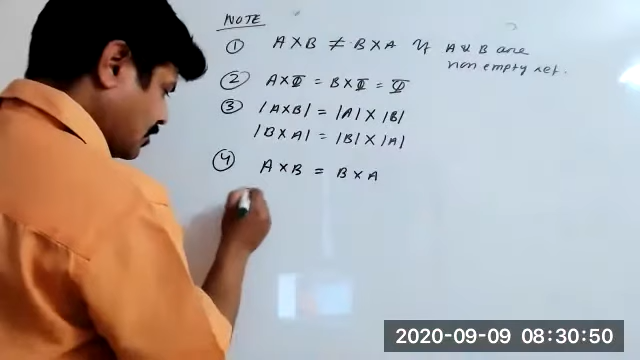 NOTE
① A×B ≠ B×A if A & B are
non empty set.
② A×Φ = B×Φ = Φ
③ |A×B| = |A| × |B|
|B×A| = |B| × |A|
④ A×B = B×A
2020-09-09 08:30:50